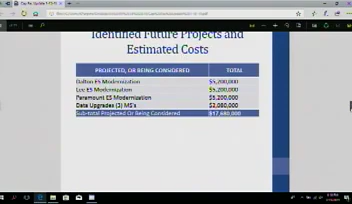 Identified Future Projects and
Estimated Costs
PROJECTED, OR BEING CONSIDERED TOTAL
Dalton ES Modernization $5,200,000
Lee ES Modernization $5,200,000
Paramount ES Modernization $5,200,000
Data Upgrades (3) MS's $2,080,000
Sub-total Projected Or Being Considered $17,680,000